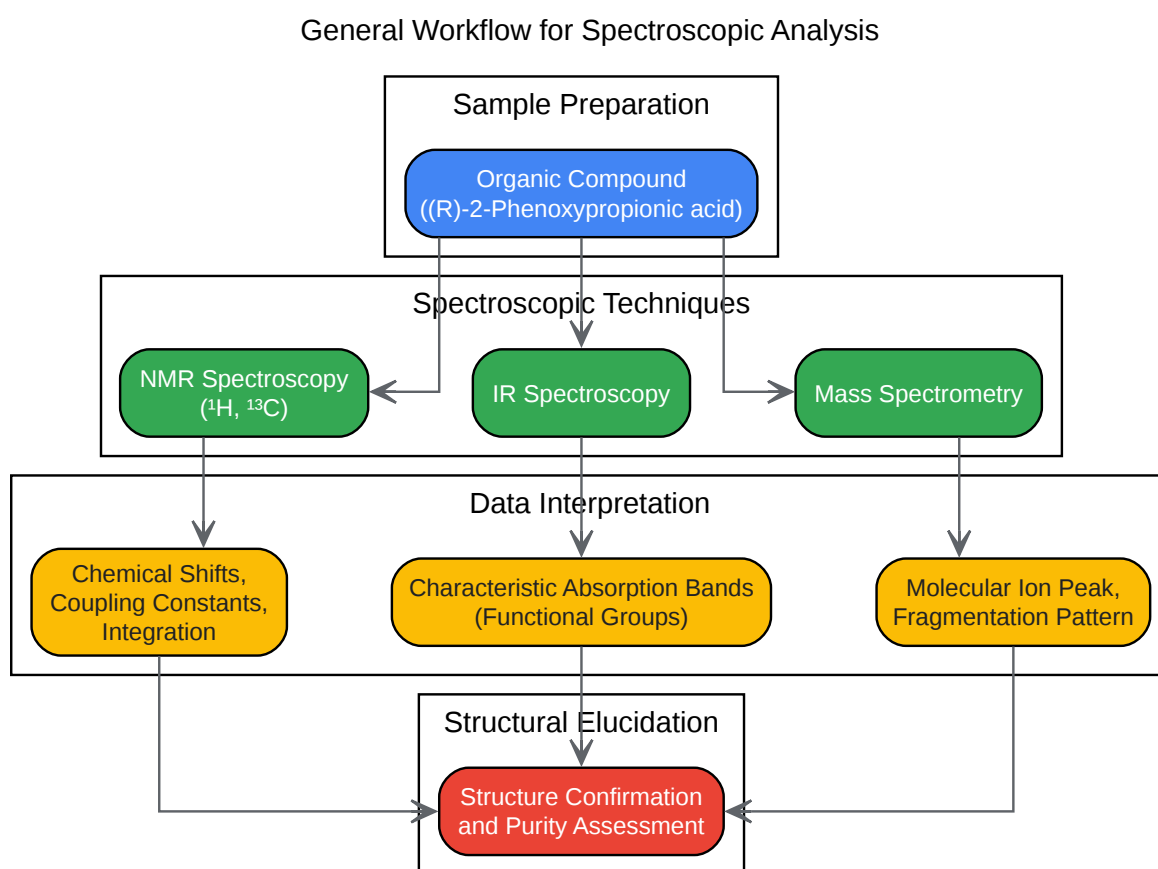 General Workflow for Spectroscopic Analysis
Sample Preparation
Organic Compound
((R)-2-Phenoxypropionic acid)
Spectroscopic Techniques
NMR Spectroscopy
(¹H, ¹³C)
IR Spectroscopy
Mass Spectrometry
Data Interpretation
Chemical Shifts,
Coupling Constants,
Integration
Characteristic Absorption Bands
(Functional Groups)
Molecular Ion Peak,
Fragmentation Pattern
Structural Elucidation
Structure Confirmation
and Purity Assessment